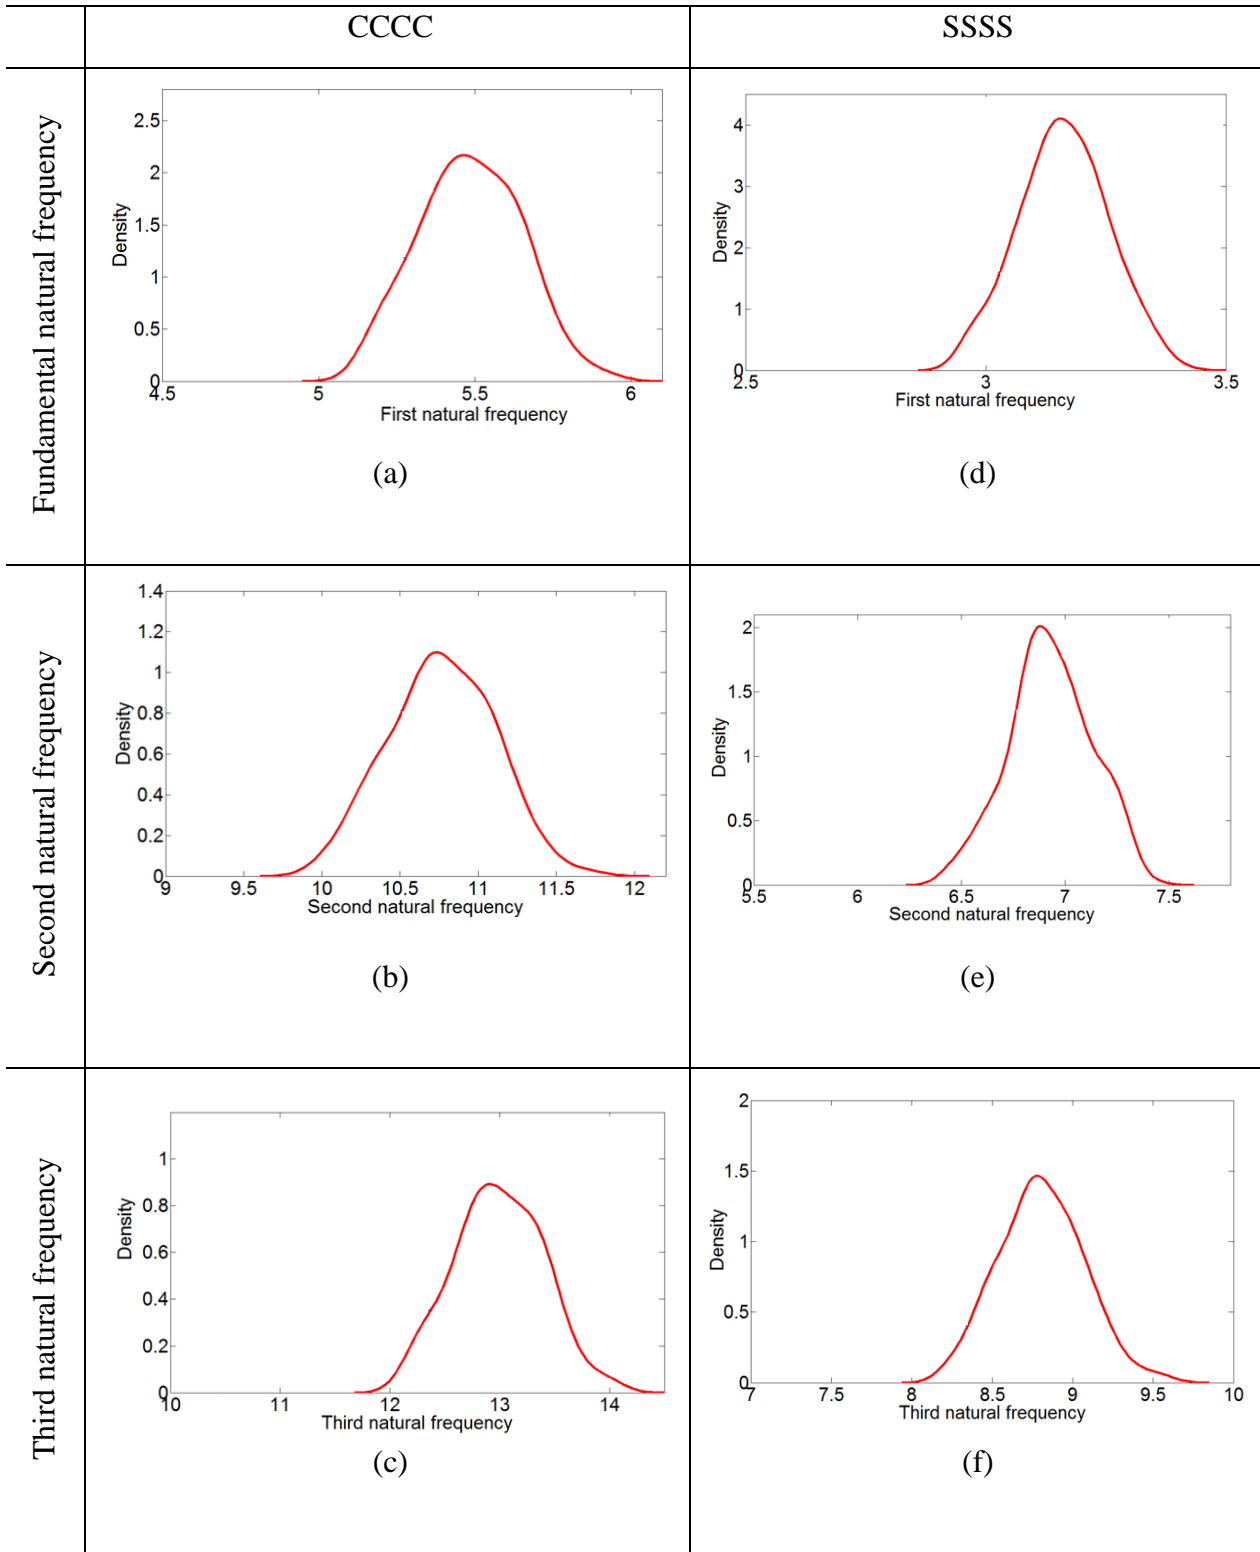 CCCC
SSSS
Fundamental natural frequency
2.5
2
1.5
1
0.5
0
Density
4.5
5
5.5
6
First natural frequency
(a)
4
3
2
1
0
Density
2.5
3
3.5
First natural frequency
(d)
Second natural frequency
1.4
1.2
1
0.8
0.6
0.4
0.2
0
Density
9
9.5
10
10.5
11
11.5
12
Second natural frequency
(b)
2
1.5
1
0.5
0
Density
5.5
6
6.5
7
7.5
Second natural frequency
(e)
Third natural frequency
1
0.8
0.6
0.4
0.2
0
Density
10
11
12
13
14
Third natural frequency
(c)
2
1.5
1
0.5
0
Density
7
7.5
8
8.5
9
9.5
10
Third natural frequency
(f)